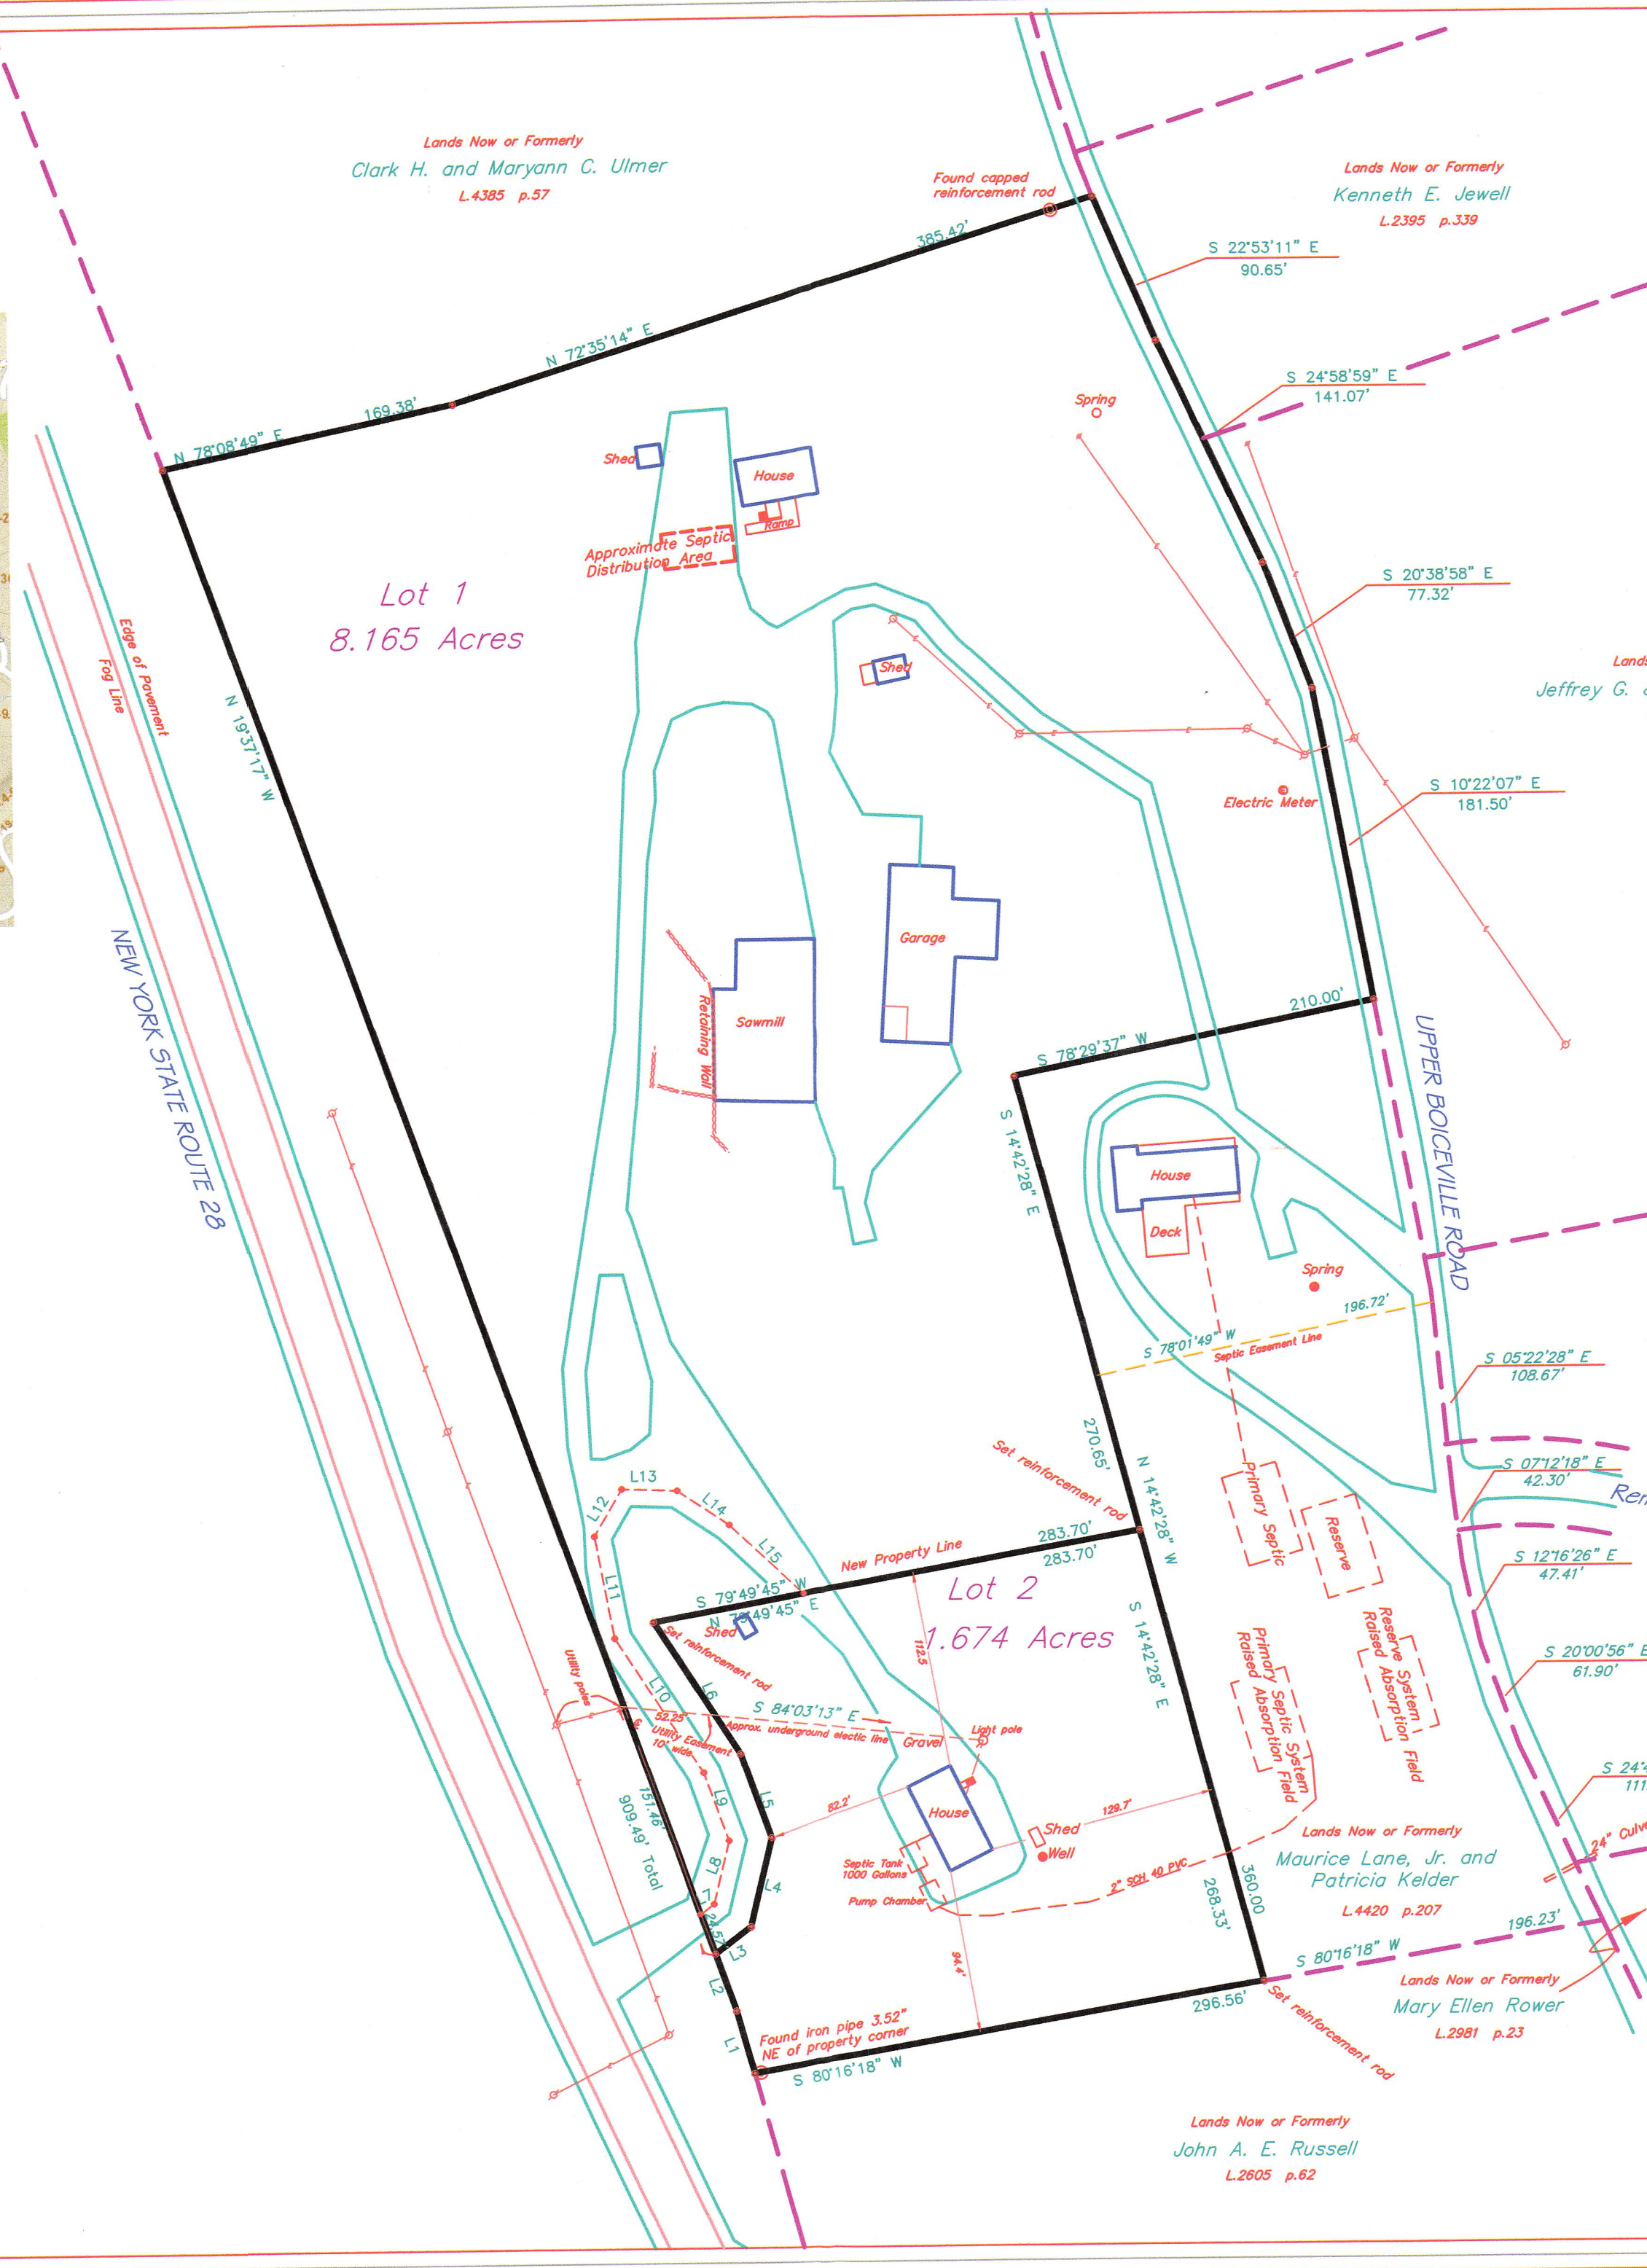 Lands Now or Formerly
Clark H. and Maryann C. Ulmer
L.4385 p.57
Found capped
reinforcement rod
Lands Now or Formerly
Kenneth E. Jewell
L.2395 p.339
385.42'
S 22°53'11" E
90.65'
N 72°35'14" E
S 24°58'59" E
141.07'
Spring
169.38'
N 78°08'49" E
Shed
House
Ramp
Approximate Septic
Distribution Area
S 20°38'58" E
77.32'
Lot 1
8.165 Acres
Edge of Pavement
Fog Line
Shed
Lands
Jeffrey G.
N 19°37'17" W
Electric Meter
S 10°22'07" E
181.50'
Garage
Sawmill
Retaining Wall
NEW YORK STATE ROUTE 28
210.00'
S 78°29'37" W
UPPER BOICEVILLE ROAD
S 14°42'28" E
House
Deck
Spring
196.72'
S 78°01'49" W
Septic Easement Line
S 05°22'28" E
108.67'
270.65'
Set reinforcement rod
N 14°42'28" W
S 07°12'18" E
42.30'
Primary Septic
Reserve
L13
L12
L14
L15
L11
New Property Line
283.70'
283.70'
S 12°16'26" E
47.41'
S 79°49'45" W
N 79°49'45" E
Lot 2
1.674 Acres
Shed
Set reinforcement rod
112.5
S 14°42'28" E
Primary Septic System
Raised Absorption Field
Reserve System
Raised Absorption Field
S 20°00'56" E
61.90'
Utility poles
L10
L6
52.25'
S 84°03'13" E
Utility Easement
10' wide
Approx. underground electic line
Gravel
Light pole
L9
L5
151.46'
909.49' Total
82.2'
House
129.7'
Shed
Well
24" Culve
L8
L4
Septic Tank
1000 Gallons
Pump Chamber
2" SCH 40 PVC
Lands Now or Formerly
Maurice Lane, Jr. and
Patricia Kelder
L.4420 p.207
360.00
268.33'
L7
24.57'
L3
L2
94.4'
S 80°16'18" W
196.23'
Lands Now or Formerly
Mary Ellen Rower
L.2981 p.23
296.56'
Set reinforcement rod
L1
Found iron pipe 3.52"
NE of property corner
S 80°16'18" W
Lands Now or Formerly
John A. E. Russell
L.2605 p.62